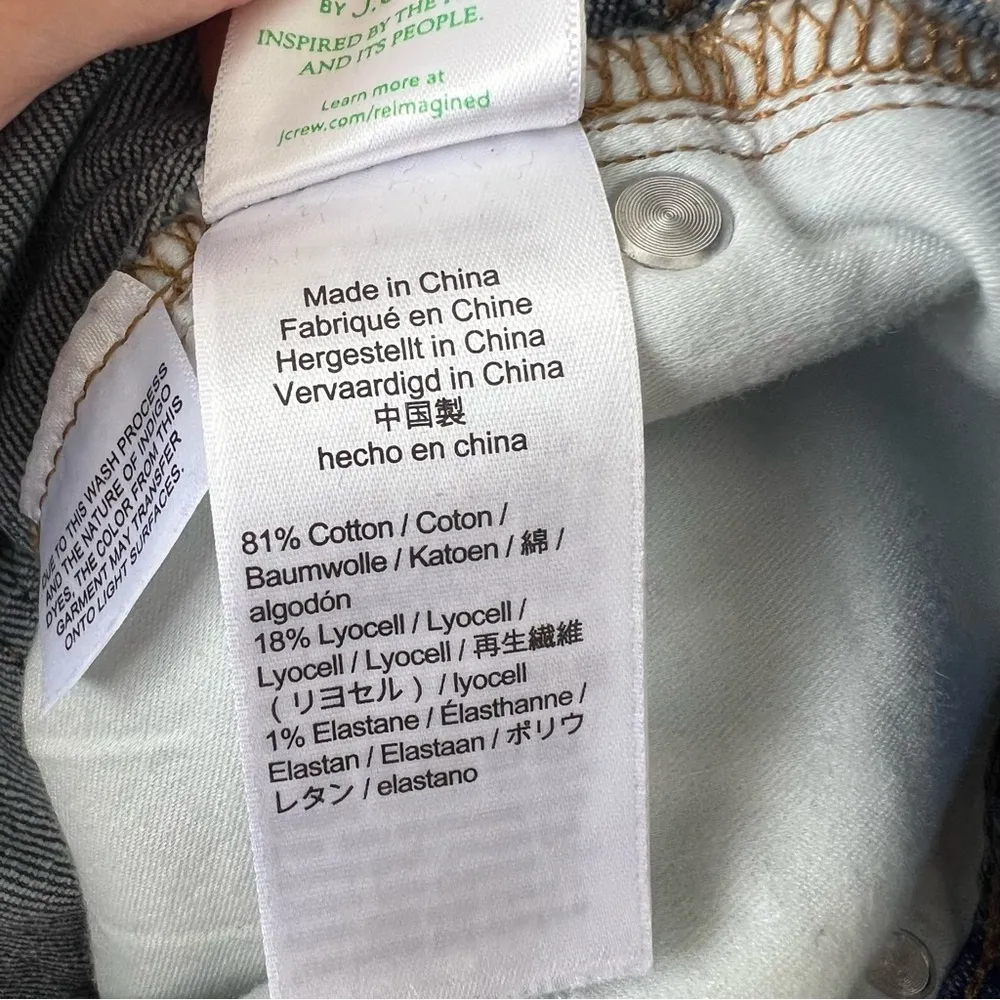 BY J.
INSPIRED BY THE
AND ITS PEOPLE.
Learn more at
jcrew.com/reimagined
Made in China
Fabriqué en Chine
Hergestellt in China
Vervaardigd in China
中国製
hecho en china
81% Cotton / Coton /
Baumwolle / Katoen / 綿 /
algodón
18% Lyocell / Lyocell /
Lyocell / Lyocell / 再生繊維
( リヨセル ) / lyocell
1% Elastane / Élasthanne /
Elastan / Elastaan / ポリウ
レタン / elastano
DUE TO THIS WASH PROCESS
AND THE NATURE OF INDIGO
DYES, THE COLOR FROM THIS
GARMENT MAY TRANSFER
ONTO LIGHT SURFACES.